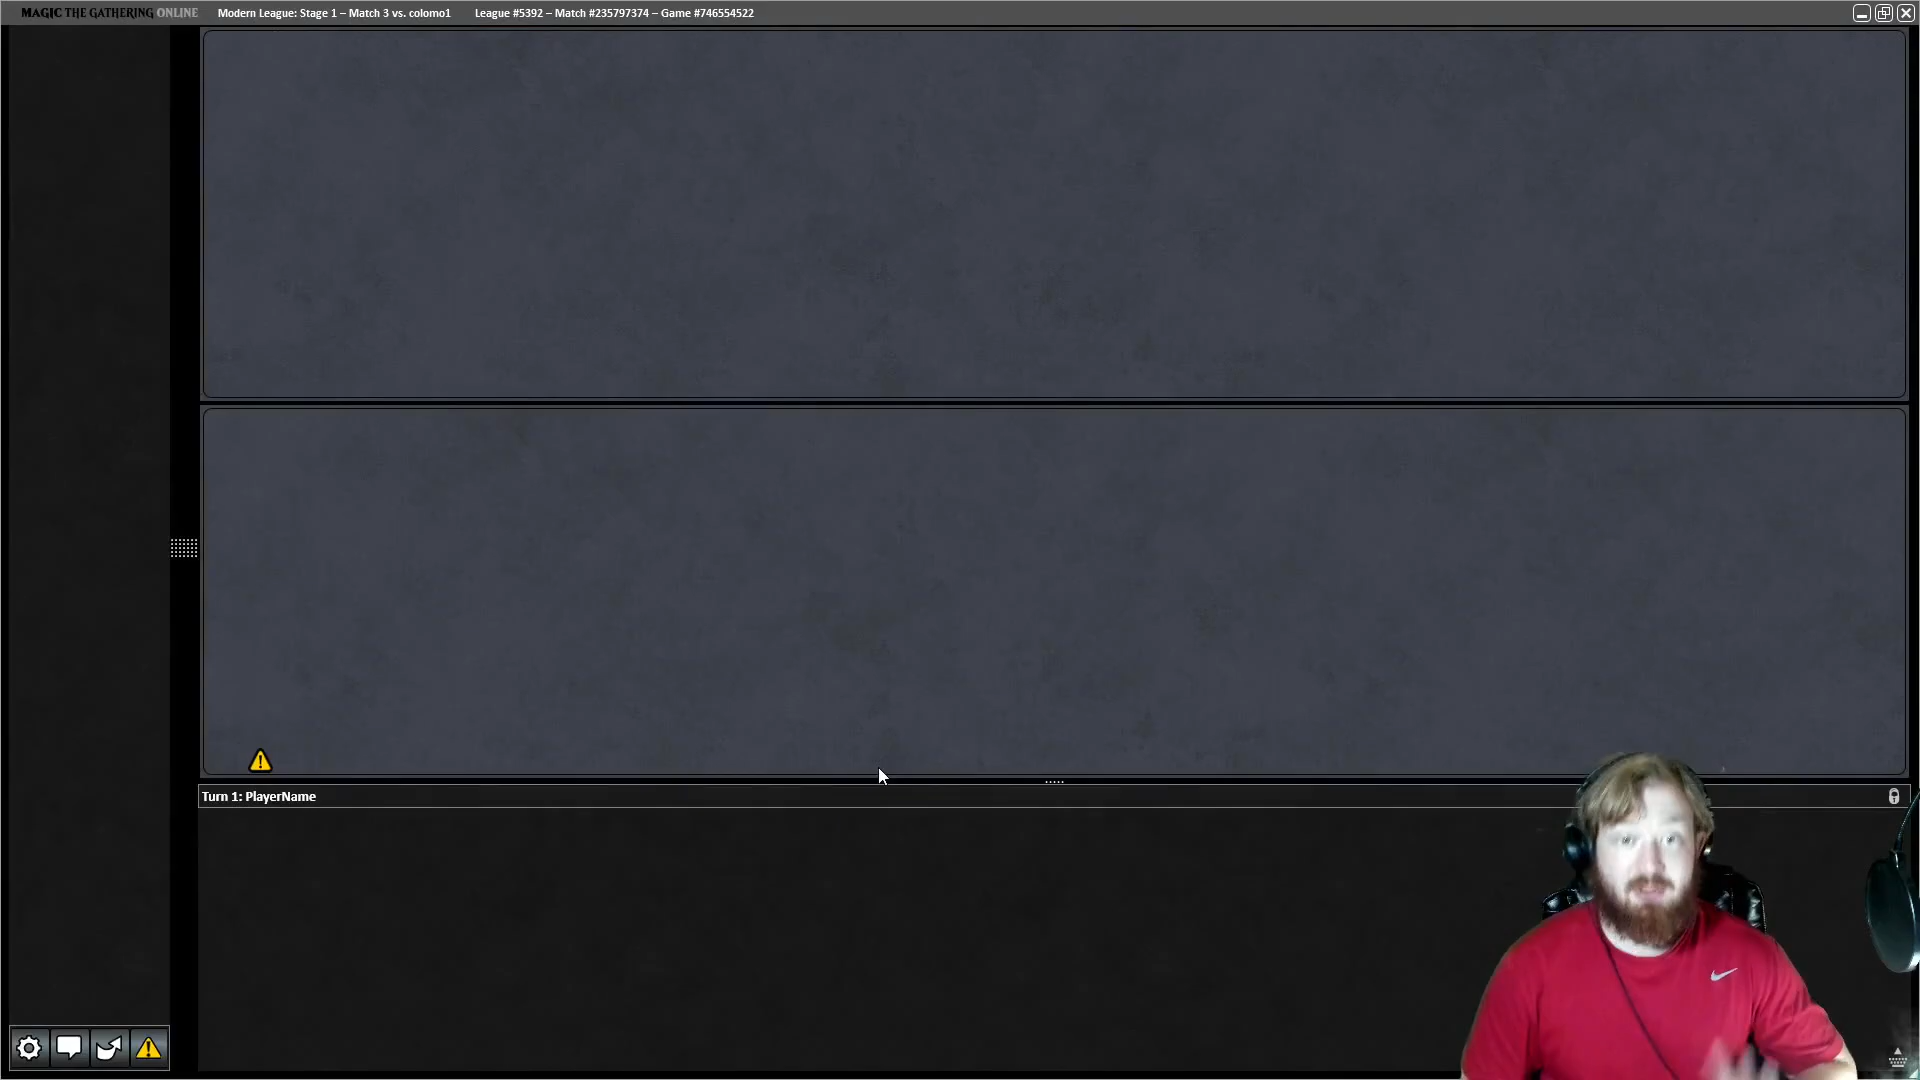 MAGIC THE GATHERING ONLINE
Modern League: Stage 1 – Match 3 vs. colomo1
League #5392 – Match #235797374 – Game #746554522
Turn 1: PlayerName